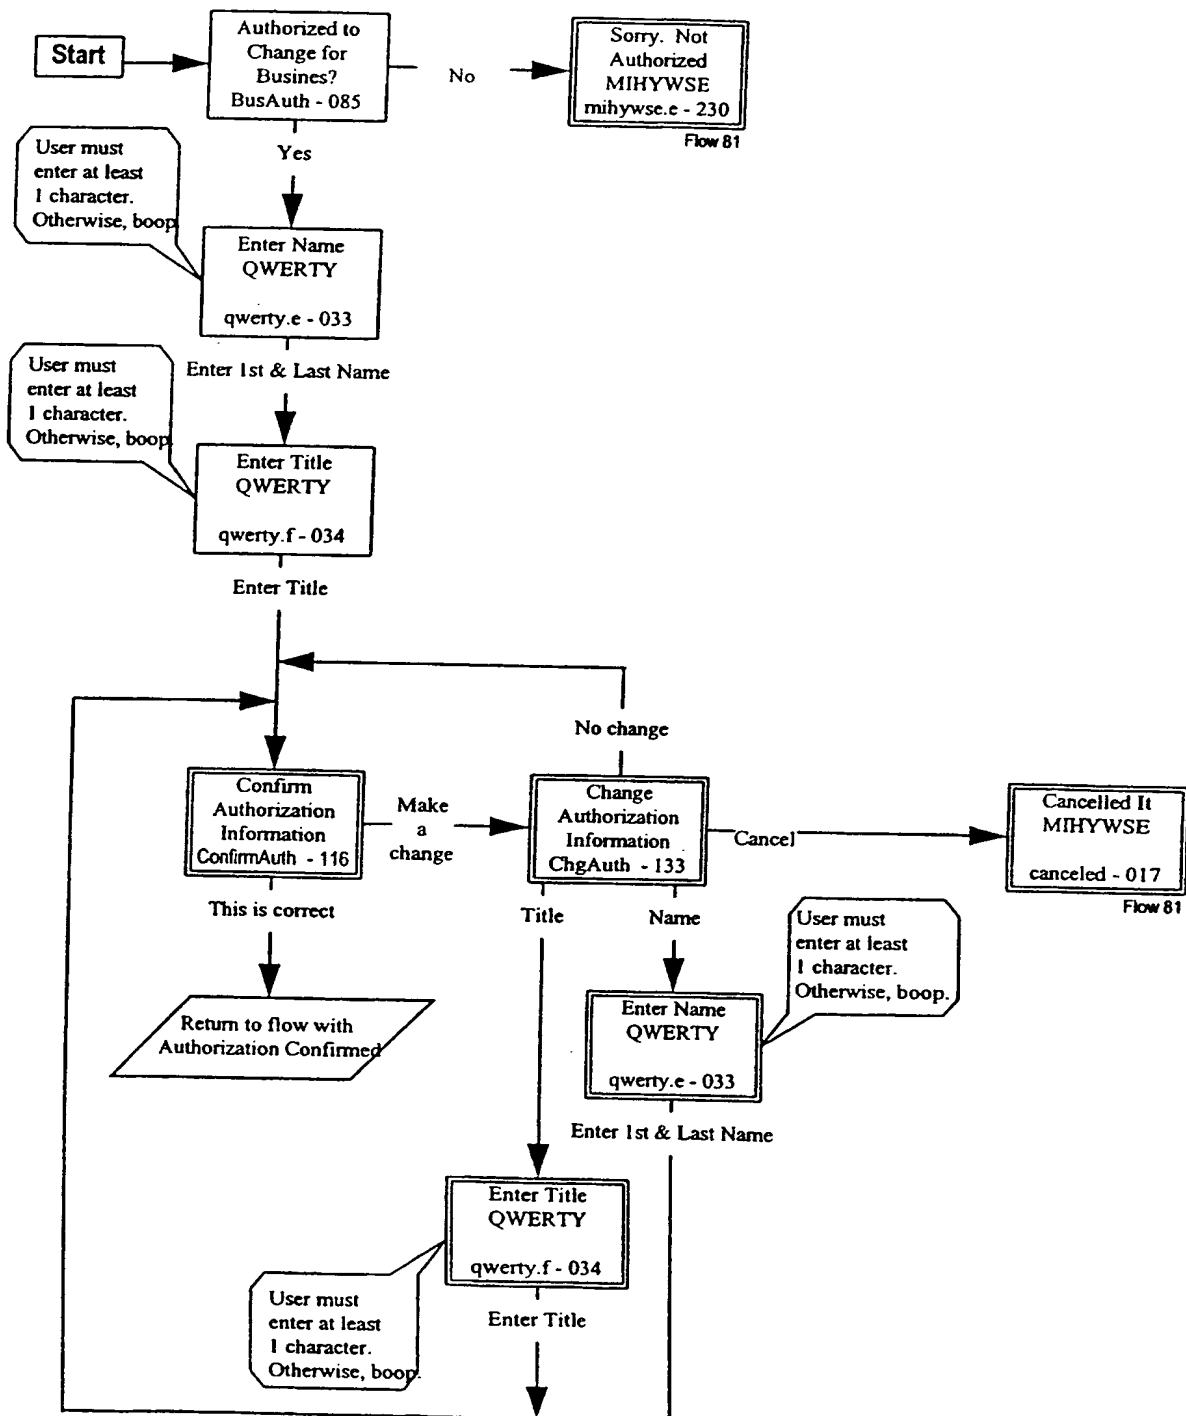 Start
Authorized to
Change for
Busines?
BusAuth - 085
No
Sorry. Not
Authorized
MIHYWSE
mihywse.e - 230
Flow 81
Yes
User must
enter at least
1 character.
Otherwise, boop.
Enter Name
QWERTY
qwerty.e - 033
Enter 1st & Last Name
User must
enter at least
1 character.
Otherwise, boop.
Enter Title
QWERTY
qwerty.f - 034
Enter Title
No change
Confirm
Authorization
Information
ConfirmAuth - 116
Make
a
change
Change
Authorization
Information
ChgAuth - 133
Cancel
Cancelled It
MIHYWSE
canceled - 017
Flow 81
This is correct
Title
Name
User must
enter at least
1 character.
Otherwise, boop.
Return to flow with
Authorization Confirmed
Enter Name
QWERTY
qwerty.e - 033
Enter 1st & Last Name
Enter Title
QWERTY
qwerty.f - 034
User must
enter at least
1 character.
Otherwise, boop.
Enter Title